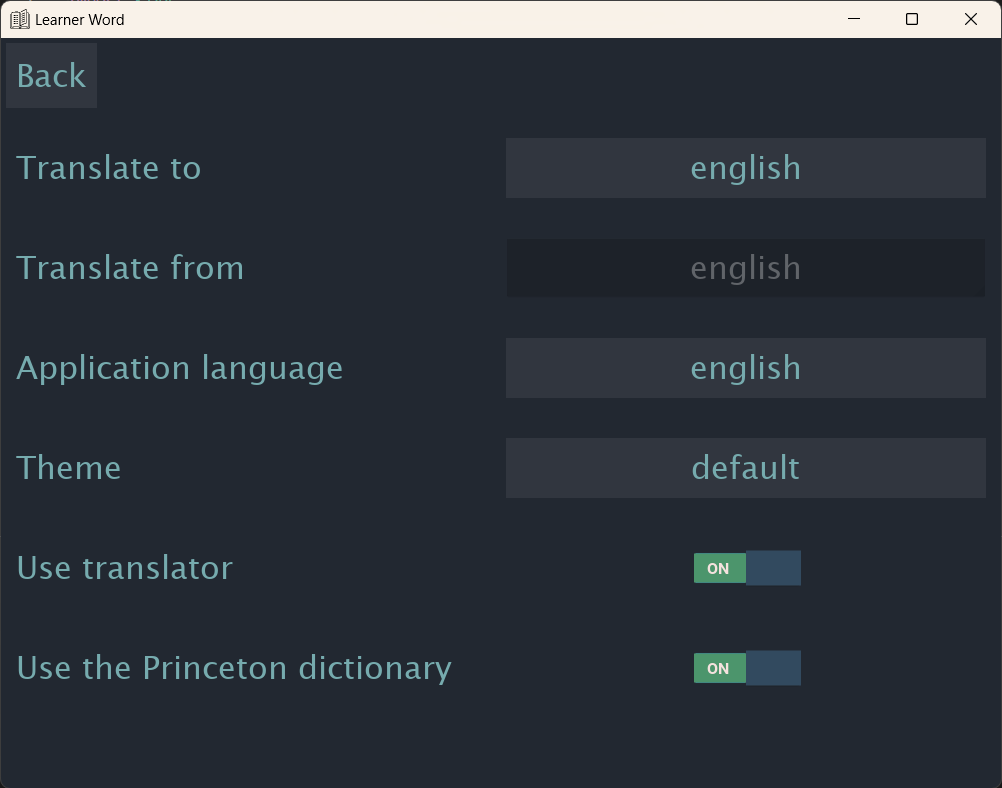 Learner Word
Back
Translate to english
Translate from english
Application language english
Theme default
Use translator ON
Use the Princeton dictionary ON